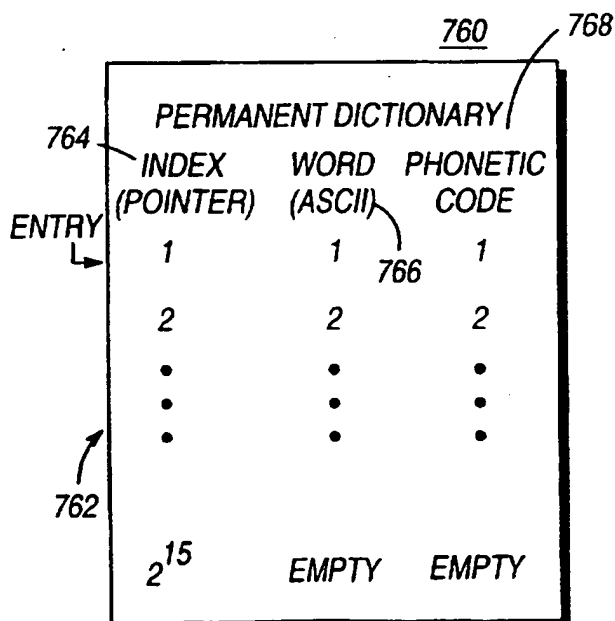 760 768
PERMANENT DICTIONARY
764
INDEX WORD PHONETIC
(POINTER) (ASCII) CODE
ENTRY
1 1 1
766
2 2 2
762
2^15 EMPTY EMPTY